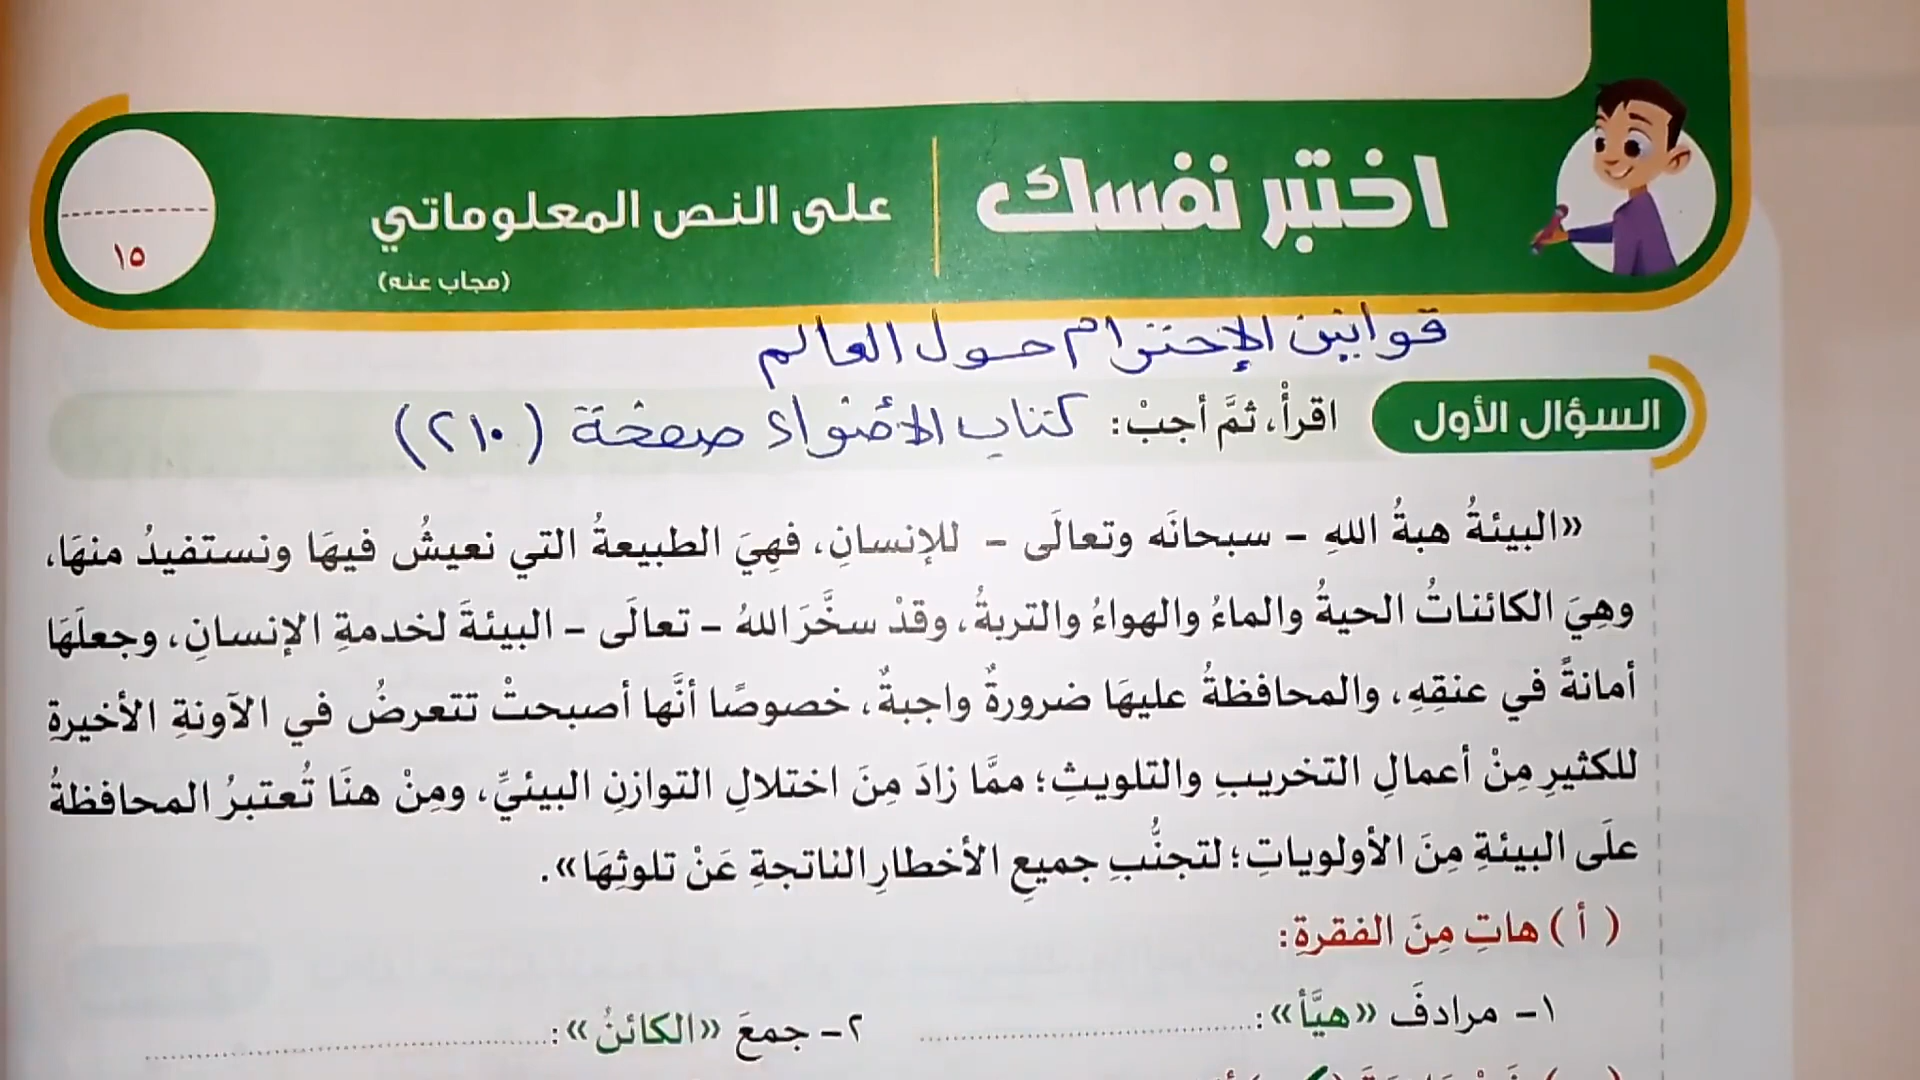 اختبر نفسك
على النص المعلوماتي
(مجاب عنه)
١٥
قوانين الإحترام حول العالم
السؤال الأول اقرأْ، ثمَّ أجبْ: كتاب الأضواء صفحة (٢١٠)
«البيئةُ هبةُ اللهِ – سبحانَه وتعالَى – للإنسانِ، فهِيَ الطبيعةُ التي نعيشُ فيهَا ونستفيدُ منهَا،
وهِيَ الكائناتُ الحيةُ والماءُ والهواءُ والتربةُ، وقدْ سخَّرَ اللهُ – تعالَى – البيئةَ لخدمةِ الإنسانِ، وجعلَهَا
أمانةً في عنقِهِ، والمحافظةُ عليهَا ضرورةٌ واجبةٌ، خصوصًا أنَّها أصبحتْ تتعرضُ في الآونةِ الأخيرةِ
للكثيرِ مِنْ أعمالِ التخريبِ والتلويثِ؛ ممَّا زادَ مِنَ اختلالِ التوازنِ البيئيِّ، ومِنْ هنَا تُعتبرُ المحافظةُ
علَى البيئةِ مِنَ الأولوياتِ؛ لتجنُّبِ جميعِ الأخطارِ الناتجةِ عَنْ تلوثِهَا».
( أ ) هاتِ مِنَ الفقرةِ:
١- مرادفَ «هيَّأ»: ........................ ٢- جمعَ «الكائنُ»: ........................